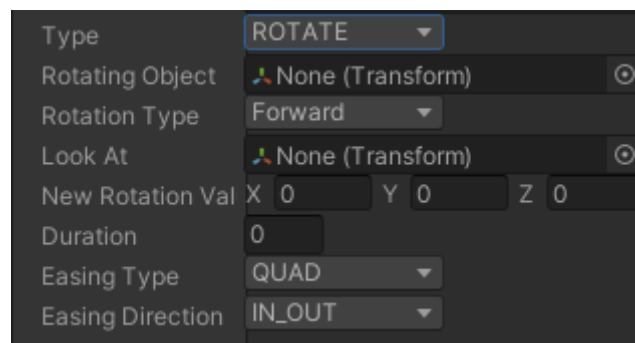 Type ROTATE
Rotating Object None (Transform)
Rotation Type Forward
Look At None (Transform)
New Rotation Val X 0 Y 0 Z 0
Duration 0
Easing Type QUAD
Easing Direction IN_OUT